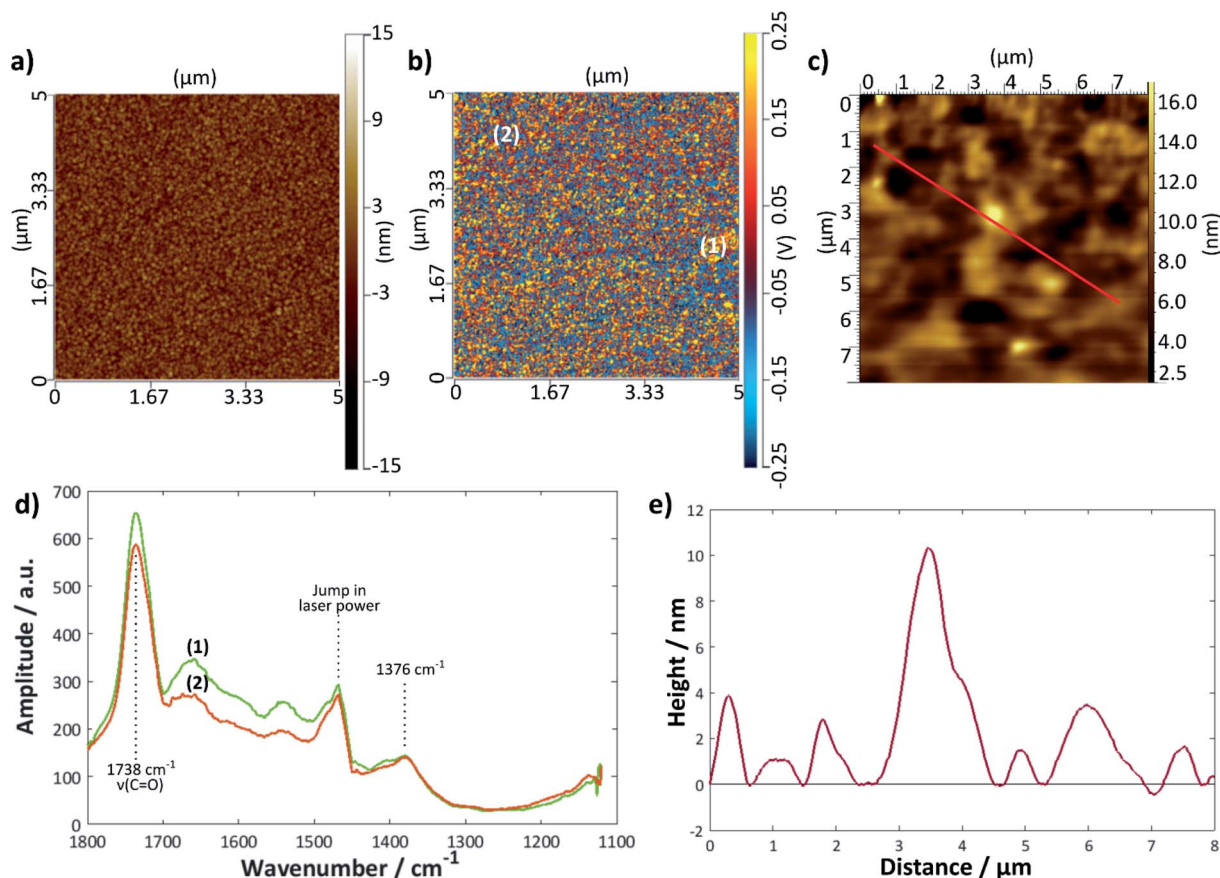 a)
(µm)
5
3.33
1.67
0
(µm)
0
1.67
3.33
5
15
9
3
-3
-9
-15
(nm)
b)
(µm)
5
3.33
1.67
0
(µm)
0
1.67
3.33
5
(2)
(1)
0.25
0.15
0.05
-0.05
-0.15
-0.25
(V)
c)
(µm)
0 1 2 3 4 5 6 7
0
1
2
3
4
5
6
7
(µm)
16.0
14.0
12.0
10.0
8.0
6.0
4.0
2.5
(nm)
d)
700
600
500
400
300
200
100
0
Amplitude / a.u.
(1)
(2)
Jump in
laser power
1376 cm⁻¹
1738 cm⁻¹
ν(C=O)
1800 1700 1600 1500 1400 1300 1200 1100
Wavenumber / cm⁻¹
e)
12
10
8
6
4
2
0
-2
Height / nm
0 1 2 3 4 5 6 7 8
Distance / µm